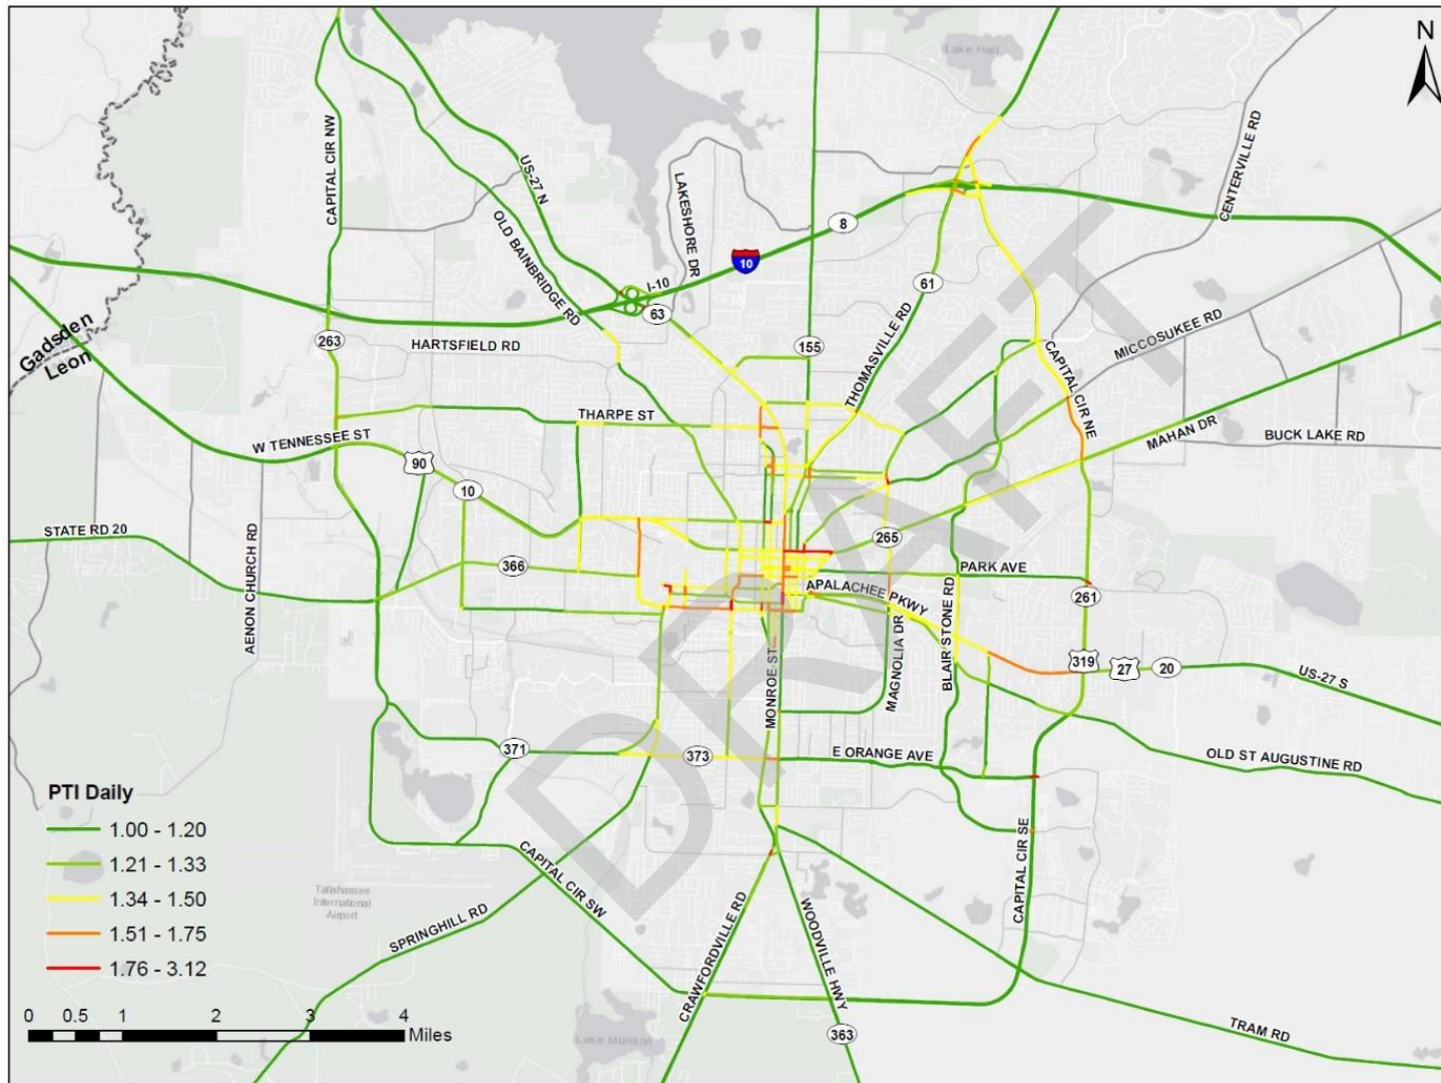 N
Lake Hall
CENTERVILLE RD
CAPITAL CIR NW
US-27 N
LAKESHORE DR
OLD BAINBRIDGE RD
8
10
I-10
61
63
155
263
HARTSFIELD RD
THOMASVILLE RD
MICCOSUKEE RD
CAPITAL CIR NE
Gadsden
Leon
THARPE ST
W TENNESSEE ST
MAHAN DR
BUCK LAKE RD
90
10
STATE RD 20
AENON CHURCH RD
366
265
PARK AVE
APALACHEE PKWY
261
BLAIR STONE RD
MAGNOLIA DR
MONROE ST
319
27
20
US-27 S
371
373
E ORANGE AVE
OLD ST AUGUSTINE RD
DRAFT
PTI Daily
1.00 - 1.20
1.21 - 1.33
1.34 - 1.50
1.51 - 1.75
1.76 - 3.12
Tallahassee
International
Airport
CAPITAL CIR SW
SPRINGHILL RD
CRAWFORDVILLE RD
WOODVILLE HWY
CAPITAL CIR SE
363
TRAM RD
Lake Munson
0 0.5 1 2 3 4
Miles